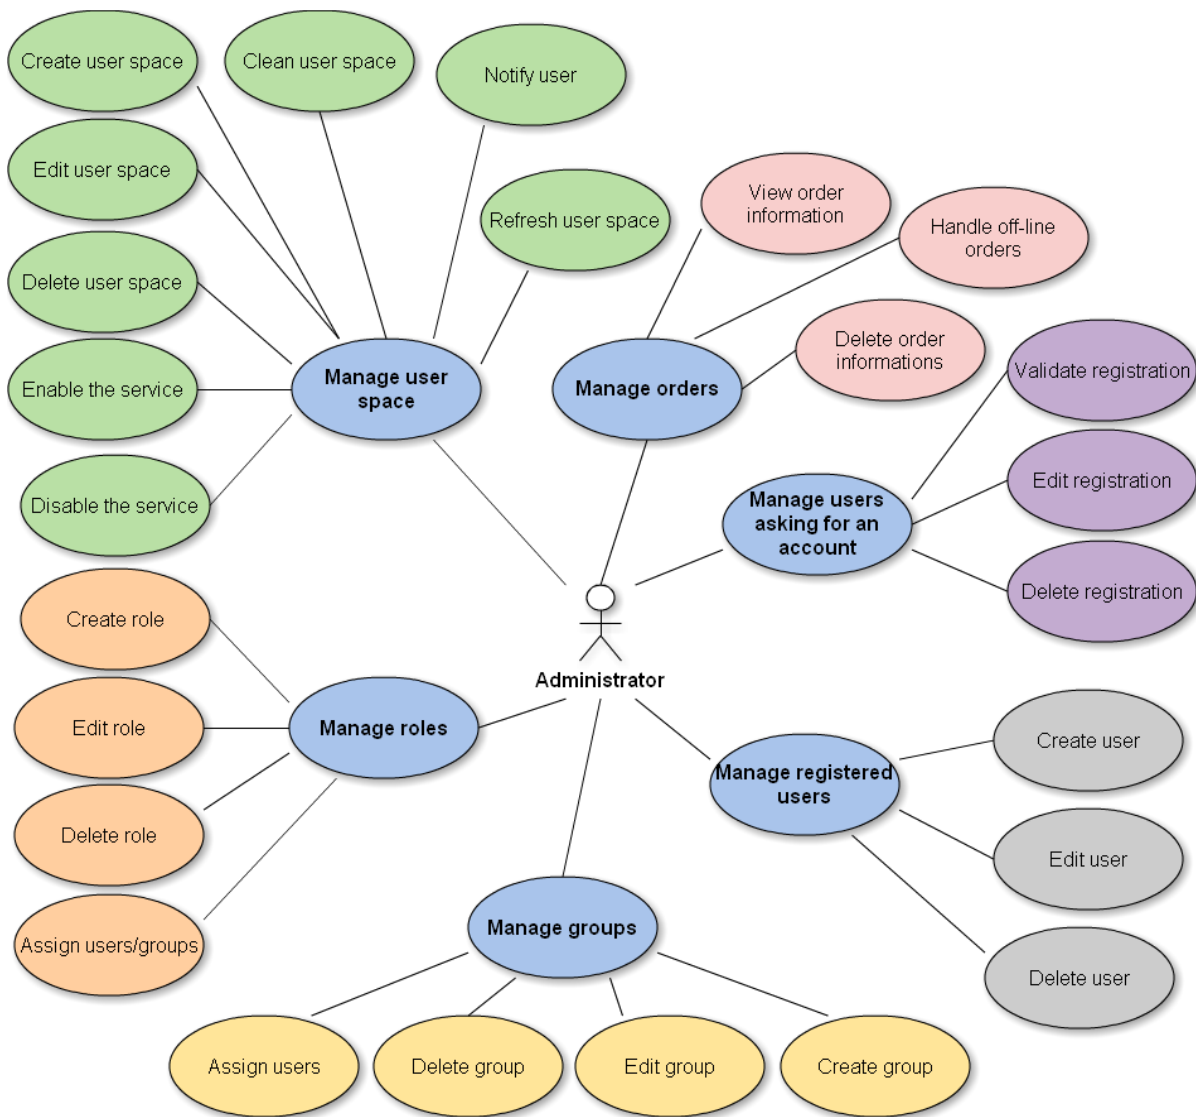 Create user space
Clean user space
Notify user
Edit user space
Refresh user space
View order
information
Handle off-line
orders
Delete user space
Delete order
informations
Validate registration
Enable the service
Manage user
space
Manage orders
Disable the service
Manage users
asking for an
account
Edit registration
Delete registration
Create role
Administrator
Edit role
Manage roles
Create user
Manage registered
users
Delete role
Edit user
Assign users/groups
Manage groups
Delete user
Assign users
Delete group
Edit group
Create group